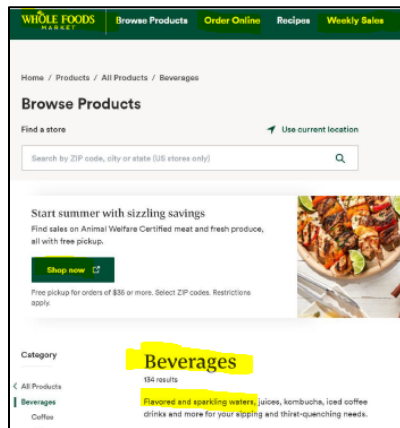 WHOLE FOODS
MARKET
Browse Products
Order Online
Recipes
Weekly Sales
Home / Products / All Products / Beverages
Browse Products
Find a store
Use current location
Search by ZIP code, city or state (US stores only)
Start summer with sizzling savings
Find sales on Animal Welfare Certified meat and fresh produce,
all with free pickup.
Shop now
Free pickup for orders of $35 or more. Select ZIP codes. Restrictions
apply.
Category
Beverages
184 results
All Products
Beverages
Coffee
Flavored and sparkling waters, juices, kombucha, iced coffee
drinks and more for your sipping and thirst-quenching needs.